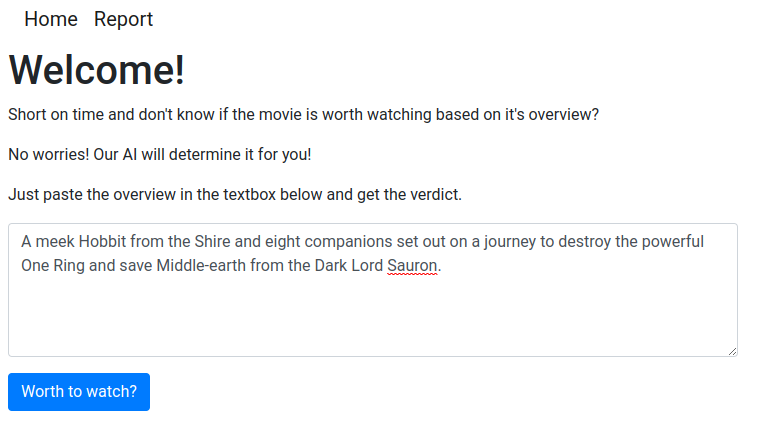 Home Report
Welcome!
Short on time and don't know if the movie is worth watching based on it's overview?
No worries! Our AI will determine it for you!
Just paste the overview in the textbox below and get the verdict.
A meek Hobbit from the Shire and eight companions set out on a journey to destroy the powerful
One Ring and save Middle-earth from the Dark Lord Sauron.
Worth to watch?